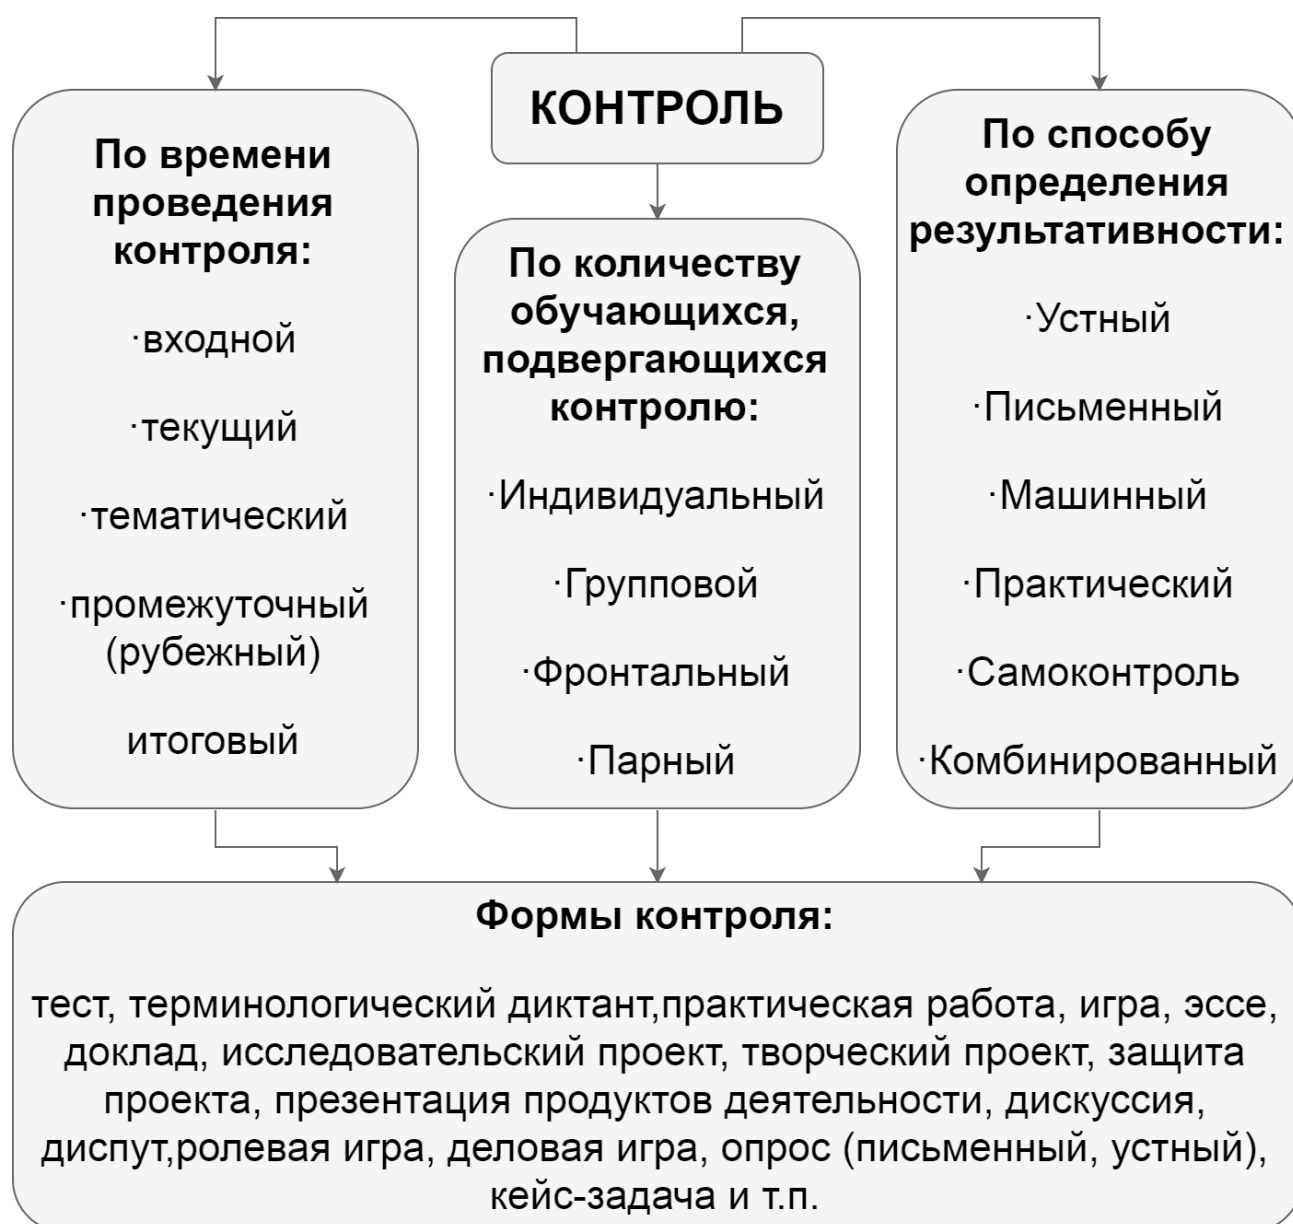 КОНТРОЛЬ
По времени
проведения
контроля:
·входной
·текущий
·тематический
·промежуточный
(рубежный)
итоговый
По количеству
обучающихся,
подвергающихся
контролю:
·Индивидуальный
·Групповой
·Фронтальный
·Парный
По способу
определения
результативности:
·Устный
·Письменный
·Машинный
·Практический
·Самоконтроль
·Комбинированный
Формы контроля:
тест, терминологический диктант,практическая работа, игра, эссе,
доклад, исследовательский проект, творческий проект, защита
проекта, презентация продуктов деятельности, дискуссия,
диспут,ролевая игра, деловая игра, опрос (письменный, устный),
кейс-задача и т.п.